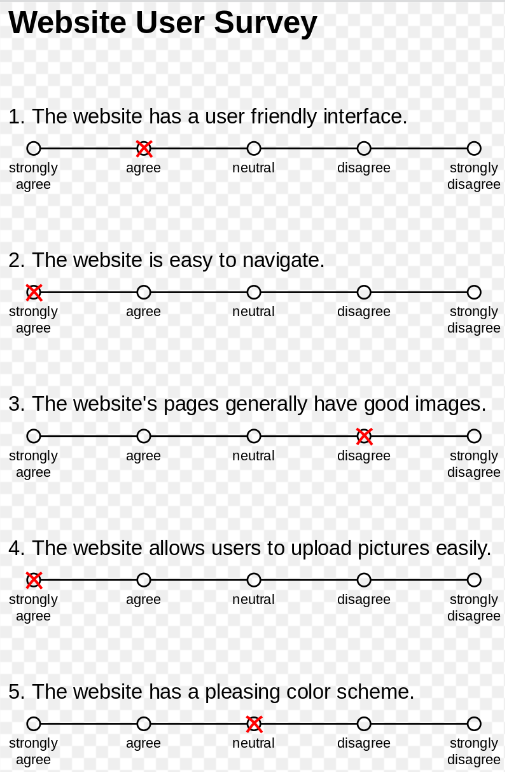 Website User Survey
1. The website has a user friendly interface.
strongly agree agree neutral disagree strongly disagree
2. The website is easy to navigate.
strongly agree agree neutral disagree strongly disagree
3. The website's pages generally have good images.
strongly agree agree neutral disagree strongly disagree
4. The website allows users to upload pictures easily.
strongly agree agree neutral disagree strongly disagree
5. The website has a pleasing color scheme.
strongly agree agree neutral disagree strongly disagree